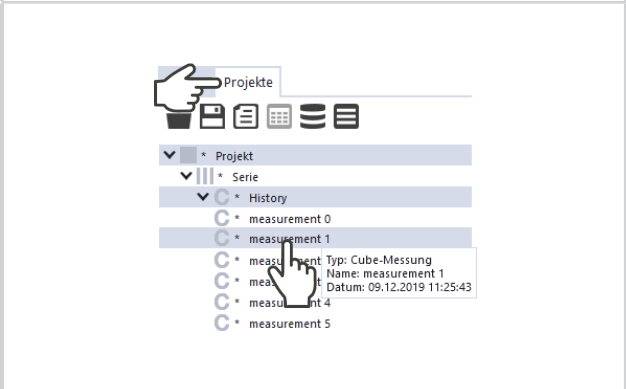 Projekte
* Projekt
* Serie
C * History
C * measurement 0
C * measurement 1
C *
C *
C * 4
C * measurement 5
Typ: Cube-Messung
Name: measurement 1
Datum: 09.12.2019 11:25:43